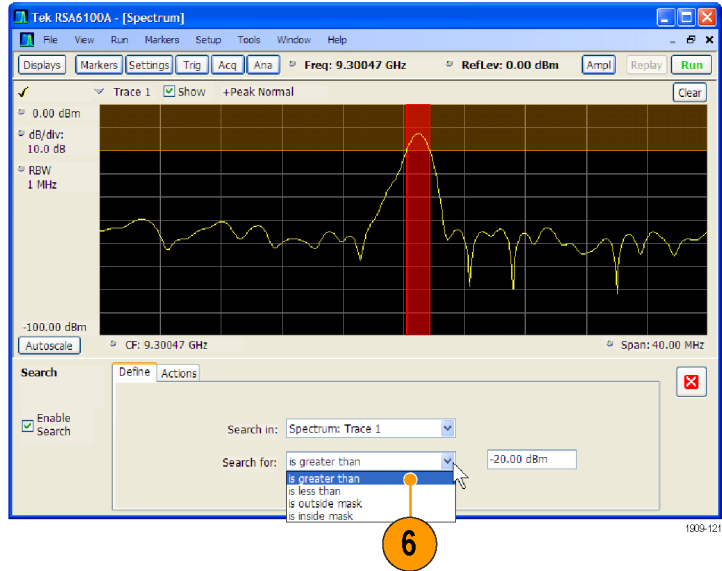 Tek RSA6100A - [Spectrum]
File View Run Markers Setup Tools Window Help
Displays Markers Settings Trig Acq Ana Freq: 9.30047 GHz RefLev: 0.00 dBm Ampl Replay Run
Trace 1 Show +Peak Normal Clear
0.00 dBm
dB/div:
10.0 dB
RBW
1 MHz
-100.00 dBm
Autoscale CF: 9.30047 GHz Span: 40.00 MHz
Search Define Actions
Enable
Search
Search in: Spectrum: Trace 1
Search for: is greater than -20.00 dBm
is greater than
is less than
is outside mask
is inside mask
6
1909-121